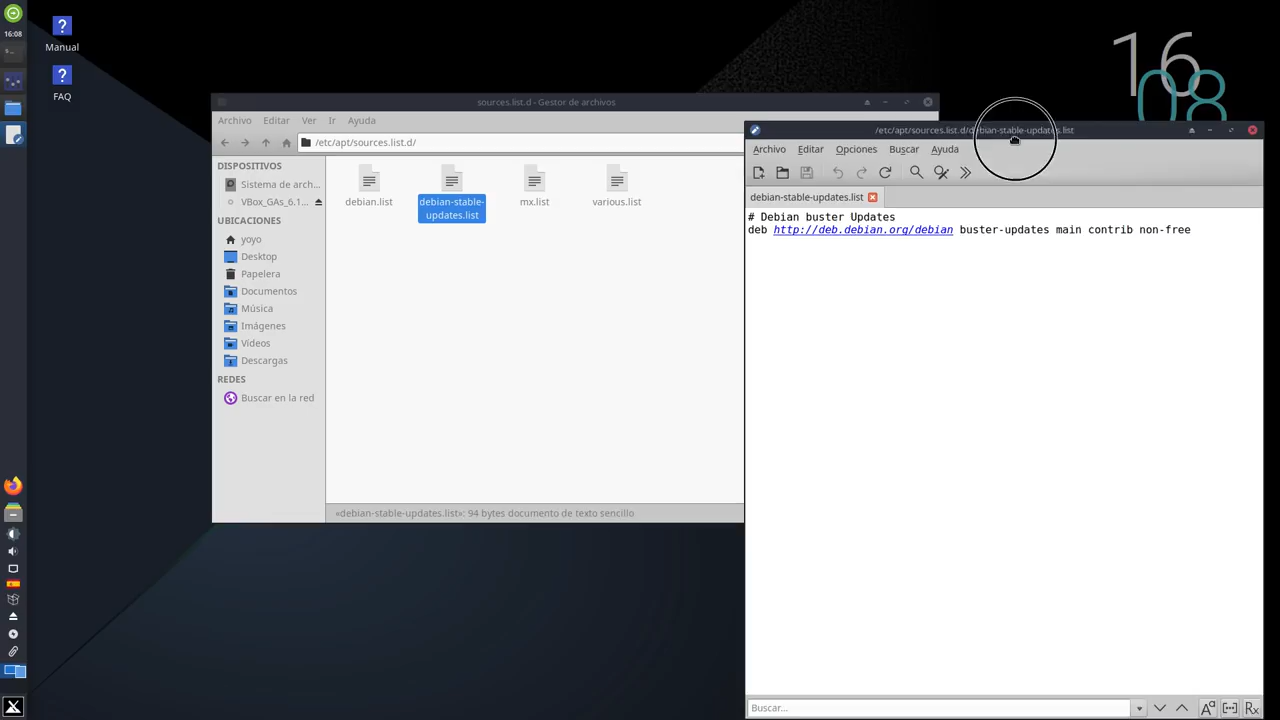 16:08
Manual
FAQ
16
08
sources.list.d - Gestor de archivos
Archivo Editar Ver Ir Ayuda
/etc/apt/sources.list.d/
DISPOSITIVOS
Sistema de arch...
VBox_GAs_6.1...
UBICACIONES
yoyo
Desktop
Papelera
Documentos
Música
Imágenes
Vídeos
Descargas
REDES
Buscar en la red
debian.list
debian-stable-
updates.list
mx.list
various.list
«debian-stable-updates.list»: 94 bytes documento de texto sencillo
/etc/apt/sources.list.d/debian-stable-updates.list
Archivo Editar Opciones Buscar Ayuda
debian-stable-updates.list
# Debian buster Updates
deb http://deb.debian.org/debian buster-updates main contrib non-free
Buscar...